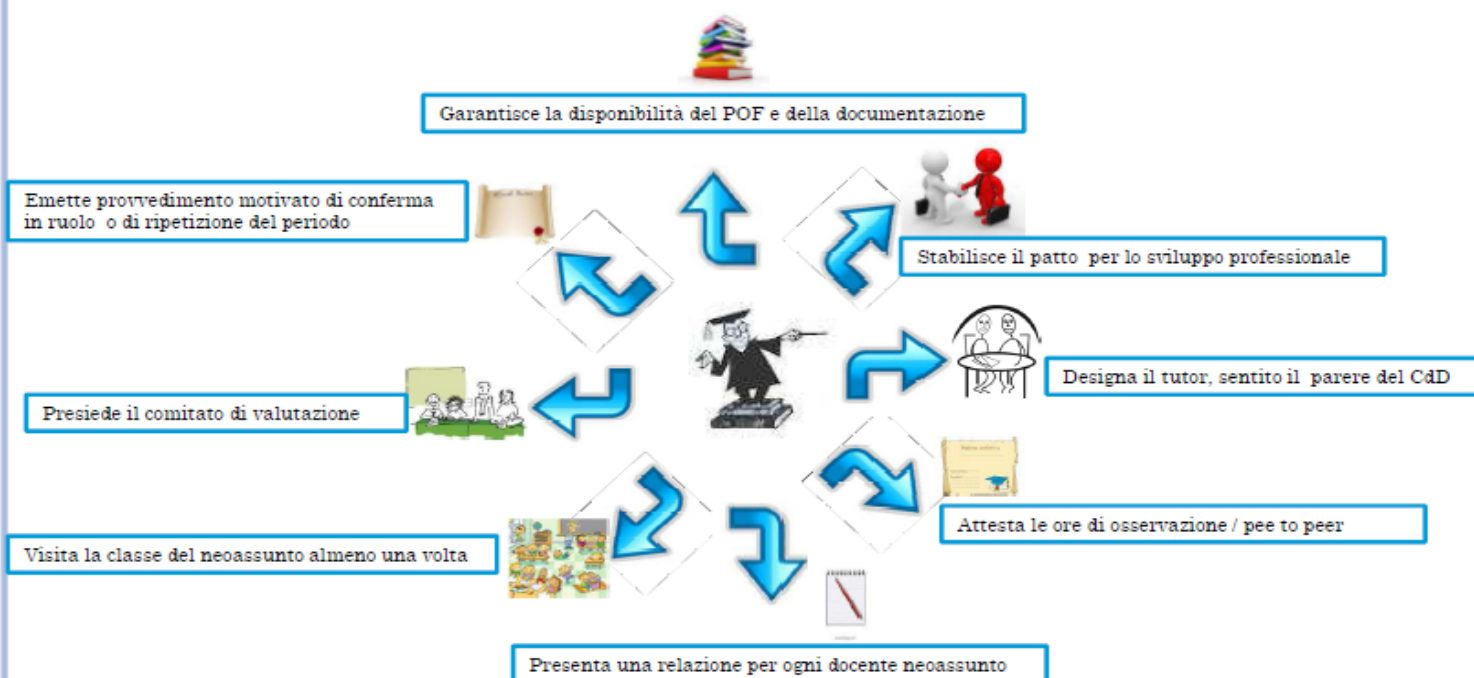 Garantisce la disponibilità del POF e della documentazione
Emette provvedimento motivato di conferma
in ruolo o di ripetizione del periodo
Stabilisce il patto per lo sviluppo professionale
Designa il tutor, sentito il parere del CdD
Presiede il comitato di valutazione
Attesta le ore di osservazione / pee to peer
Visita la classe del neoassunto almeno una volta
Presenta una relazione per ogni docente neoassunto